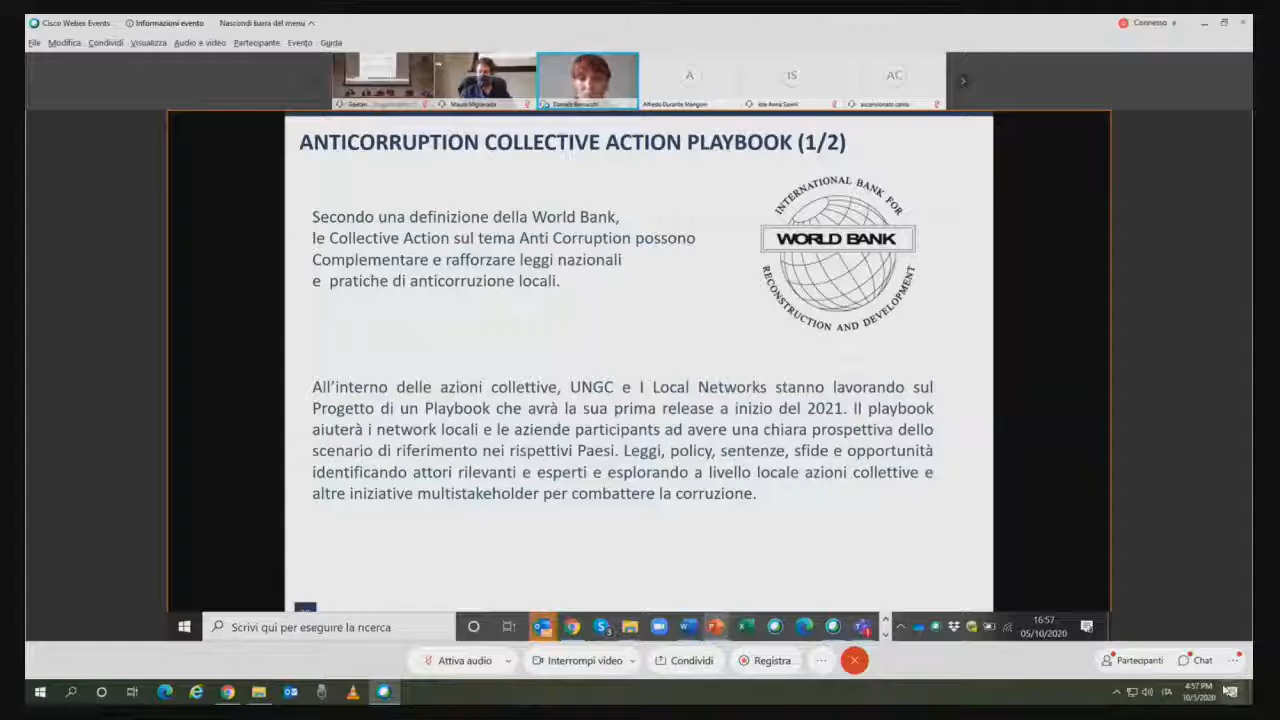 Cisco Webex Events...
Informazioni evento
Nascondi barra del menu
Connesso
File Modifica Condividi Visualizza Audio e video Partecipante Evento Guida
A
IS
AC
Gaetan...
Mauro Migravasta
Daniela Bernacchi
Alfredo Durante Mangoni
Iole Anna Savini
ascensionato carnà
ANTICORRUPTION COLLECTIVE ACTION PLAYBOOK (1/2)
Secondo una definizione della World Bank,
le Collective Action sul tema Anti Corruption possono
Complementare e rafforzare leggi nazionali
e pratiche di anticorruzione locali.
INTERNATIONAL BANK FOR
WORLD BANK
RECONSTRUCTION AND DEVELOPMENT
All'interno delle azioni collettive, UNGC e I Local Networks stanno lavorando sul
Progetto di un Playbook che avrà la sua prima release a inizio del 2021. Il playbook
aiuterà i network locali e le aziende participants ad avere una chiara prospettiva dello
scenario di riferimento nei rispettivi Paesi. Leggi, policy, sentenze, sfide e opportunità
identificando attori rilevanti e esperti e esplorando a livello locale azioni collettive e
altre iniziative multistakeholder per combattere la corruzione.
Scrivi qui per eseguire la ricerca
16:57
05/10/2020
Attiva audio
Interrompi video
Condividi
Registra
Partecipanti
Chat
ITA
4:57 PM
10/5/2020